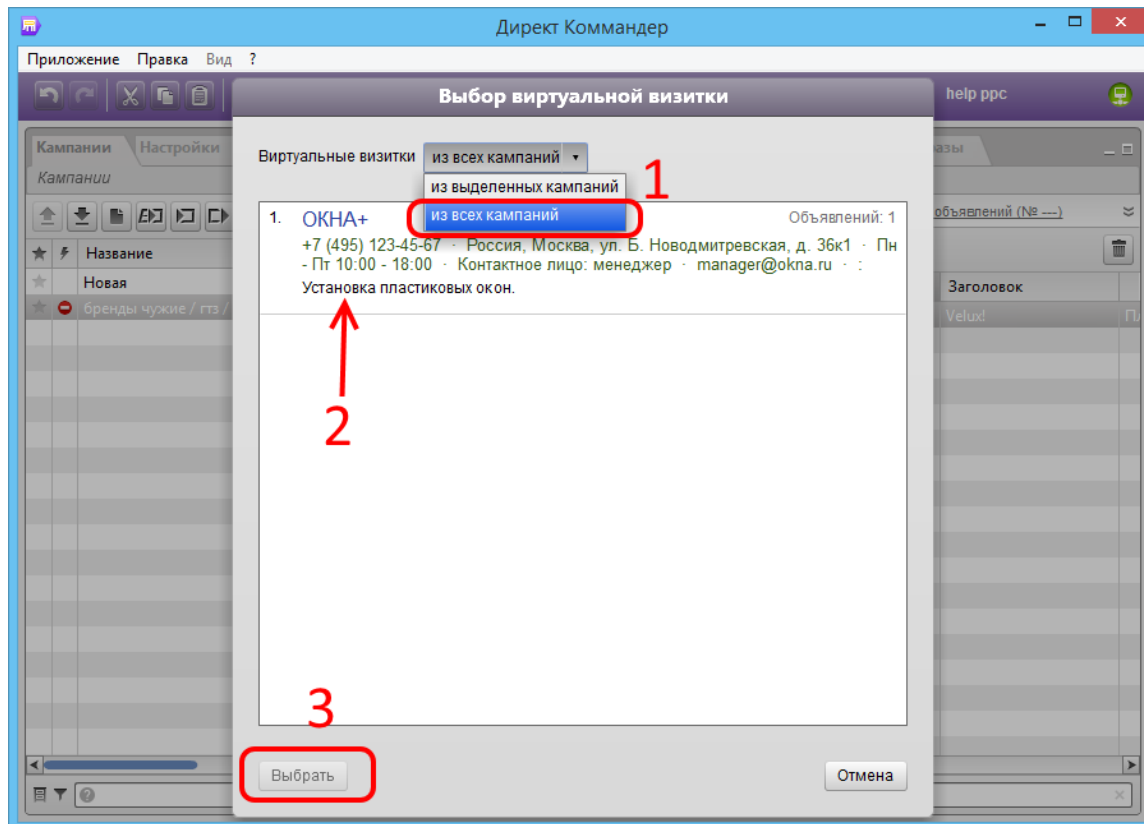 Директ Коммандер
Приложение Правка Вид ?
Выбор виртуальной визитки
help ppc
Кампании Настройки
Кампании
Виртуальные визитки из всех кампаний
1
из выделенных кампаний
из всех кампаний
1. ОКНА+
Объявлений: 1
объявлений (№ ---)
+7 (495) 123-45-67 · Россия, Москва, ул. Б. Новодмитревская, д. 36к1 · Пн
- Пт 10:00 - 18:00 · Контактное лицо: менеджер · manager@okna.ru · :
Установка пластиковых окон.
Название
Новая
бренды чужие / гтз /
Заголовок
Velux!
2
3
Выбрать
Отмена